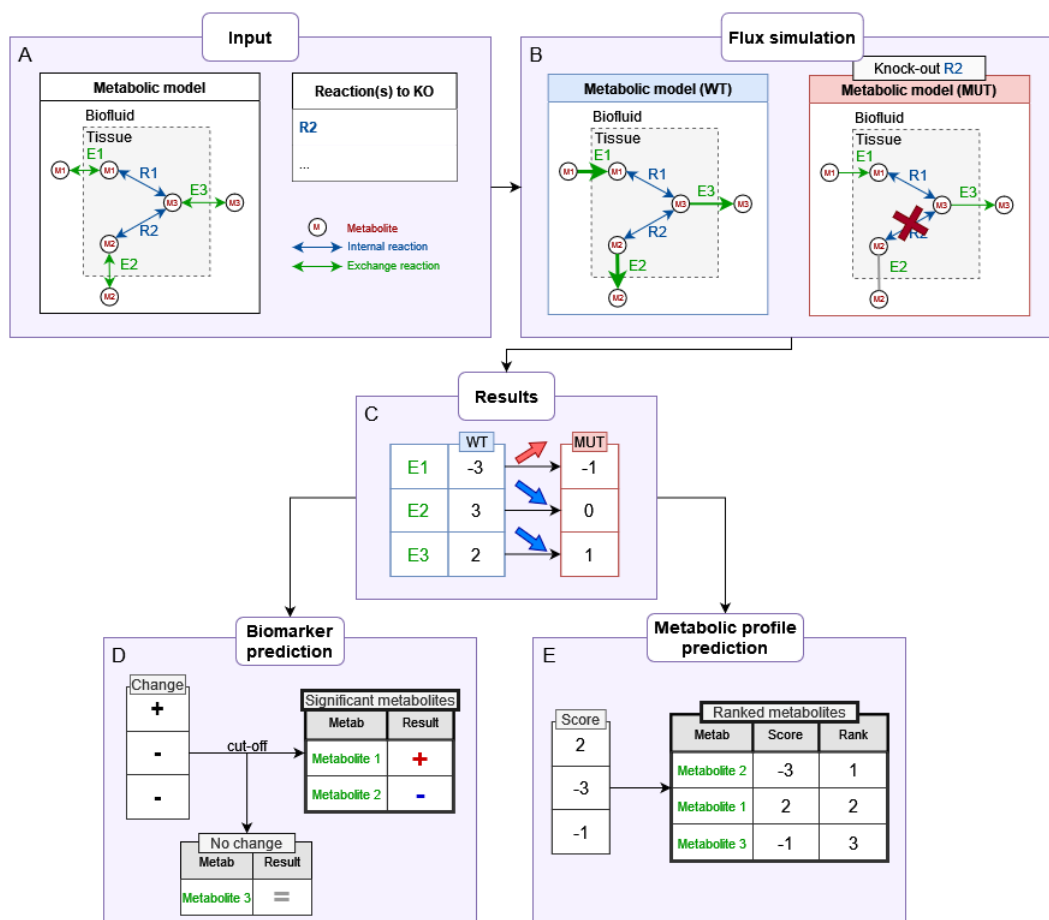 Input
A
Metabolic model
Biofluid
Tissue
M1
M1
E1
R1
M3
E3
M3
R2
M2
E2
M2
Reaction(s) to KO
R2
...
M Metabolite
Internal reaction
Exchange reaction
Flux simulation
B
Metabolic model (WT)
Biofluid
Tissue
E1
M1
M1
R1
M3
E3
M3
R2
M2
E2
M2
Knock-out R2
Metabolic model (MUT)
Biofluid
Tissue
E1
M1
M1
R1
M3
E3
M3
R2
M2
E2
M2
Results
C
WT
MUT
E1 -3 -1
E2 3 0
E3 2 1
Biomarker
prediction
D
Change
+
-
-
cut-off
Significant metabolites
Metab Result
Metabolite 1 +
Metabolite 2 -
No change
Metab Result
Metabolite 3 =
Metabolic profile
prediction
E
Score
2
-3
-1
Ranked metabolites
Metab Score Rank
Metabolite 2 -3 1
Metabolite 1 2 2
Metabolite 3 -1 3